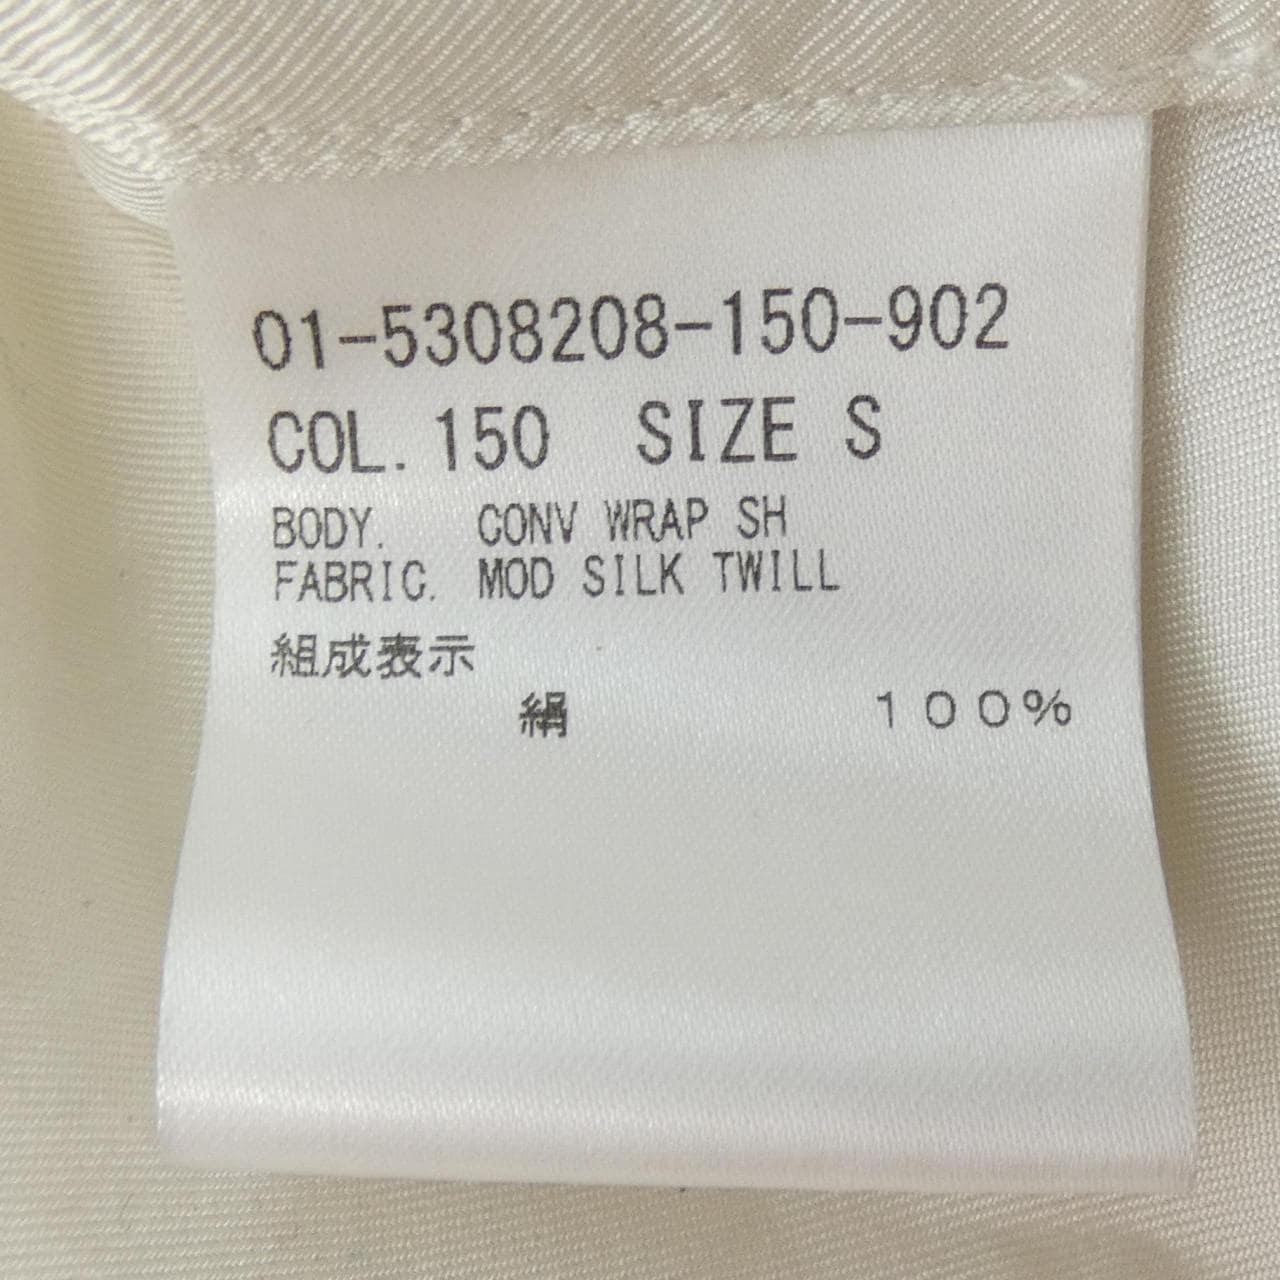 01-5308208-150-902
COL.150 SIZE S
BODY. CONV WRAP SH
FABRIC. MOD SILK TWILL
組成表示
絹 100%